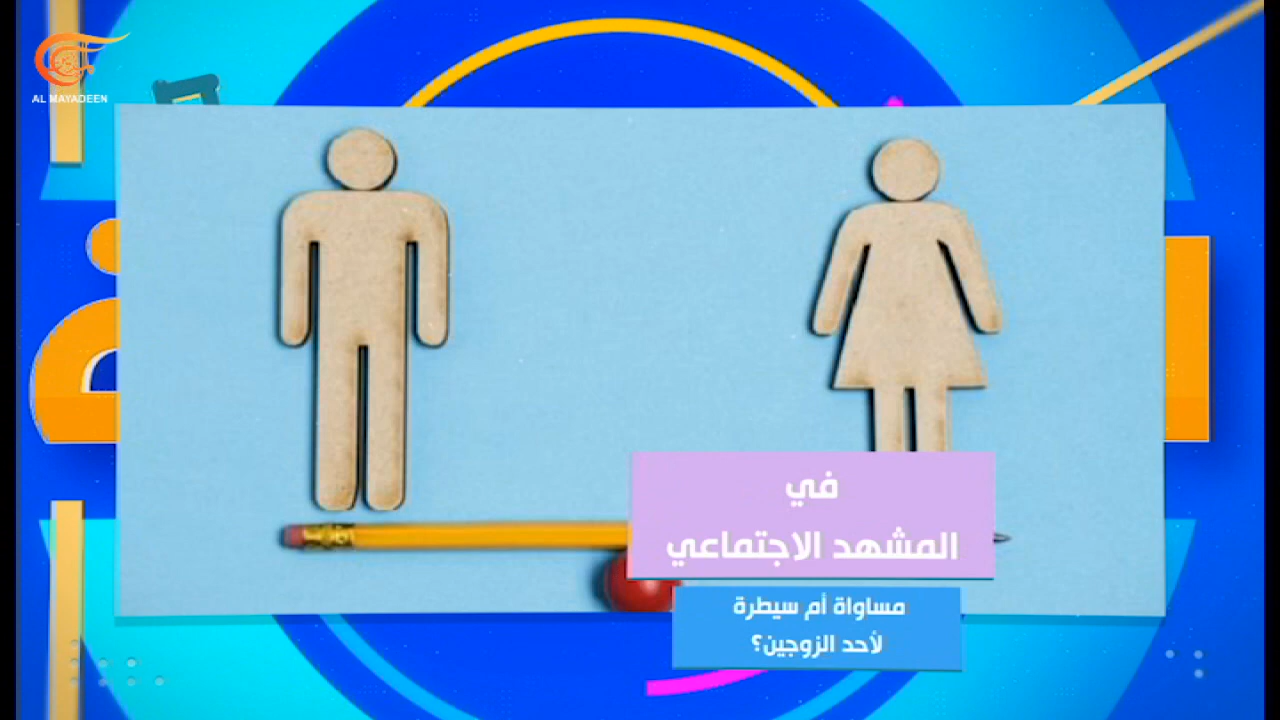 AL MAYADEEN
في
المشهد الاجتماعي
مساواة أم سيطرة
لأحد الزوجين؟